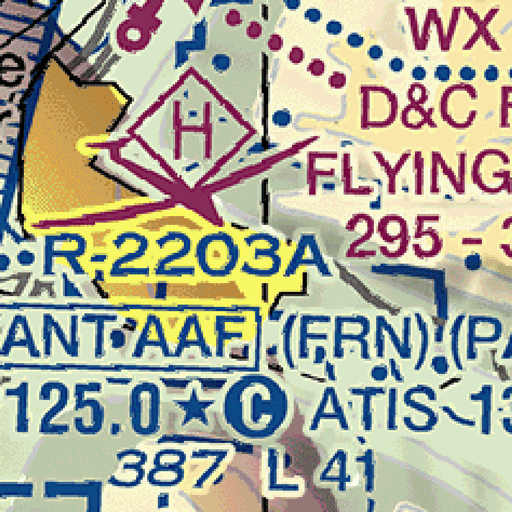 WX
H
D&C F
FLYING
295 - 3
R-2203A
ANT AAF (FRN) (PA
125.0 ★ C ATIS 13
387 L 41